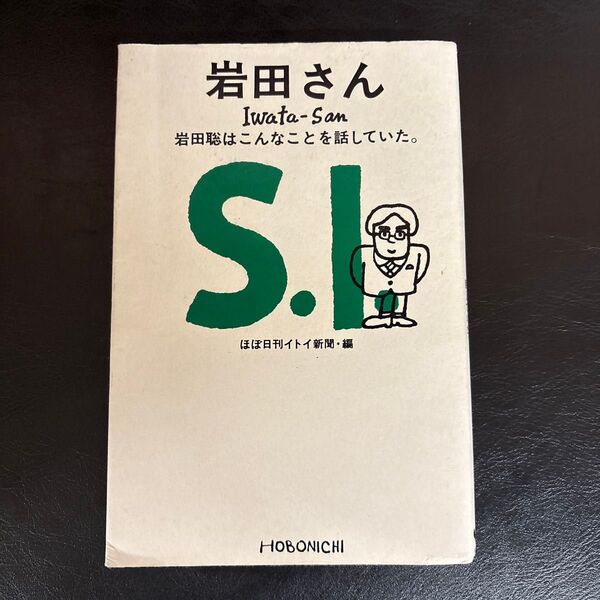 岩田さん
Iwata-San
岩田聡はこんなことを話していた。
S.I.
ほぼ日刊イトイ新聞・編
HOBONICHI